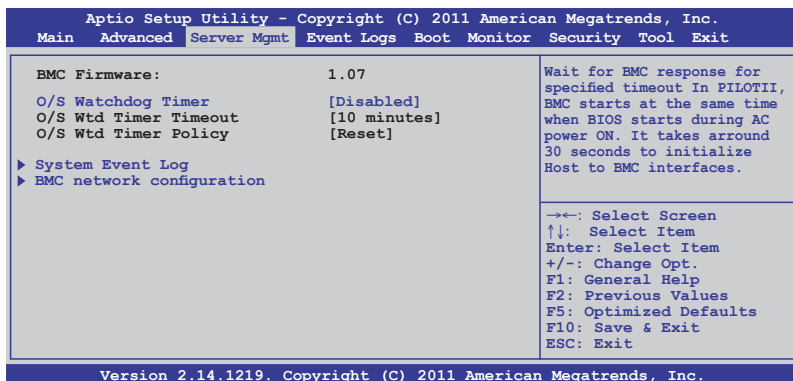 Aptio Setup Utility - Copyright (C) 2011 American Megatrends, Inc.
Main Advanced Server Mgmt Event Logs Boot Monitor Security Tool Exit
BMC Firmware: 1.07
O/S Watchdog Timer [Disabled]
O/S Wtd Timer Timeout [10 minutes]
O/S Wtd Timer Policy [Reset]
System Event Log
BMC network configuration
Wait for BMC response for
specified timeout In PILOTII,
BMC starts at the same time
when BIOS starts during AC
power ON. It takes arround
30 seconds to initialize
Host to BMC interfaces.
→←: Select Screen
↑↓: Select Item
Enter: Select Item
+/-: Change Opt.
F1: General Help
F2: Previous Values
F5: Optimized Defaults
F10: Save & Exit
ESC: Exit
Version 2.14.1219. Copyright (C) 2011 American Megatrends, Inc.